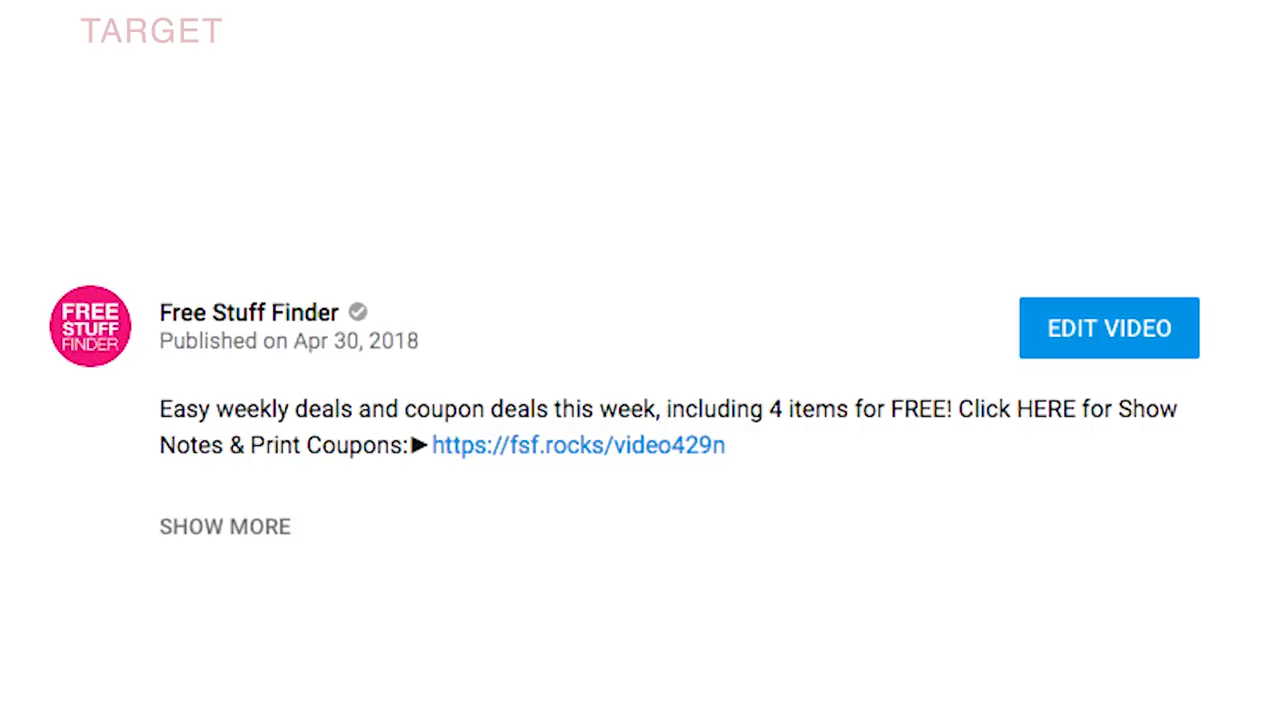 TARGET
FREE
STUFF
FINDER
Free Stuff Finder
Published on Apr 30, 2018
EDIT VIDEO
Easy weekly deals and coupon deals this week, including 4 items for FREE! Click HERE for Show
Notes & Print Coupons:►https://fsf.rocks/video429n
SHOW MORE